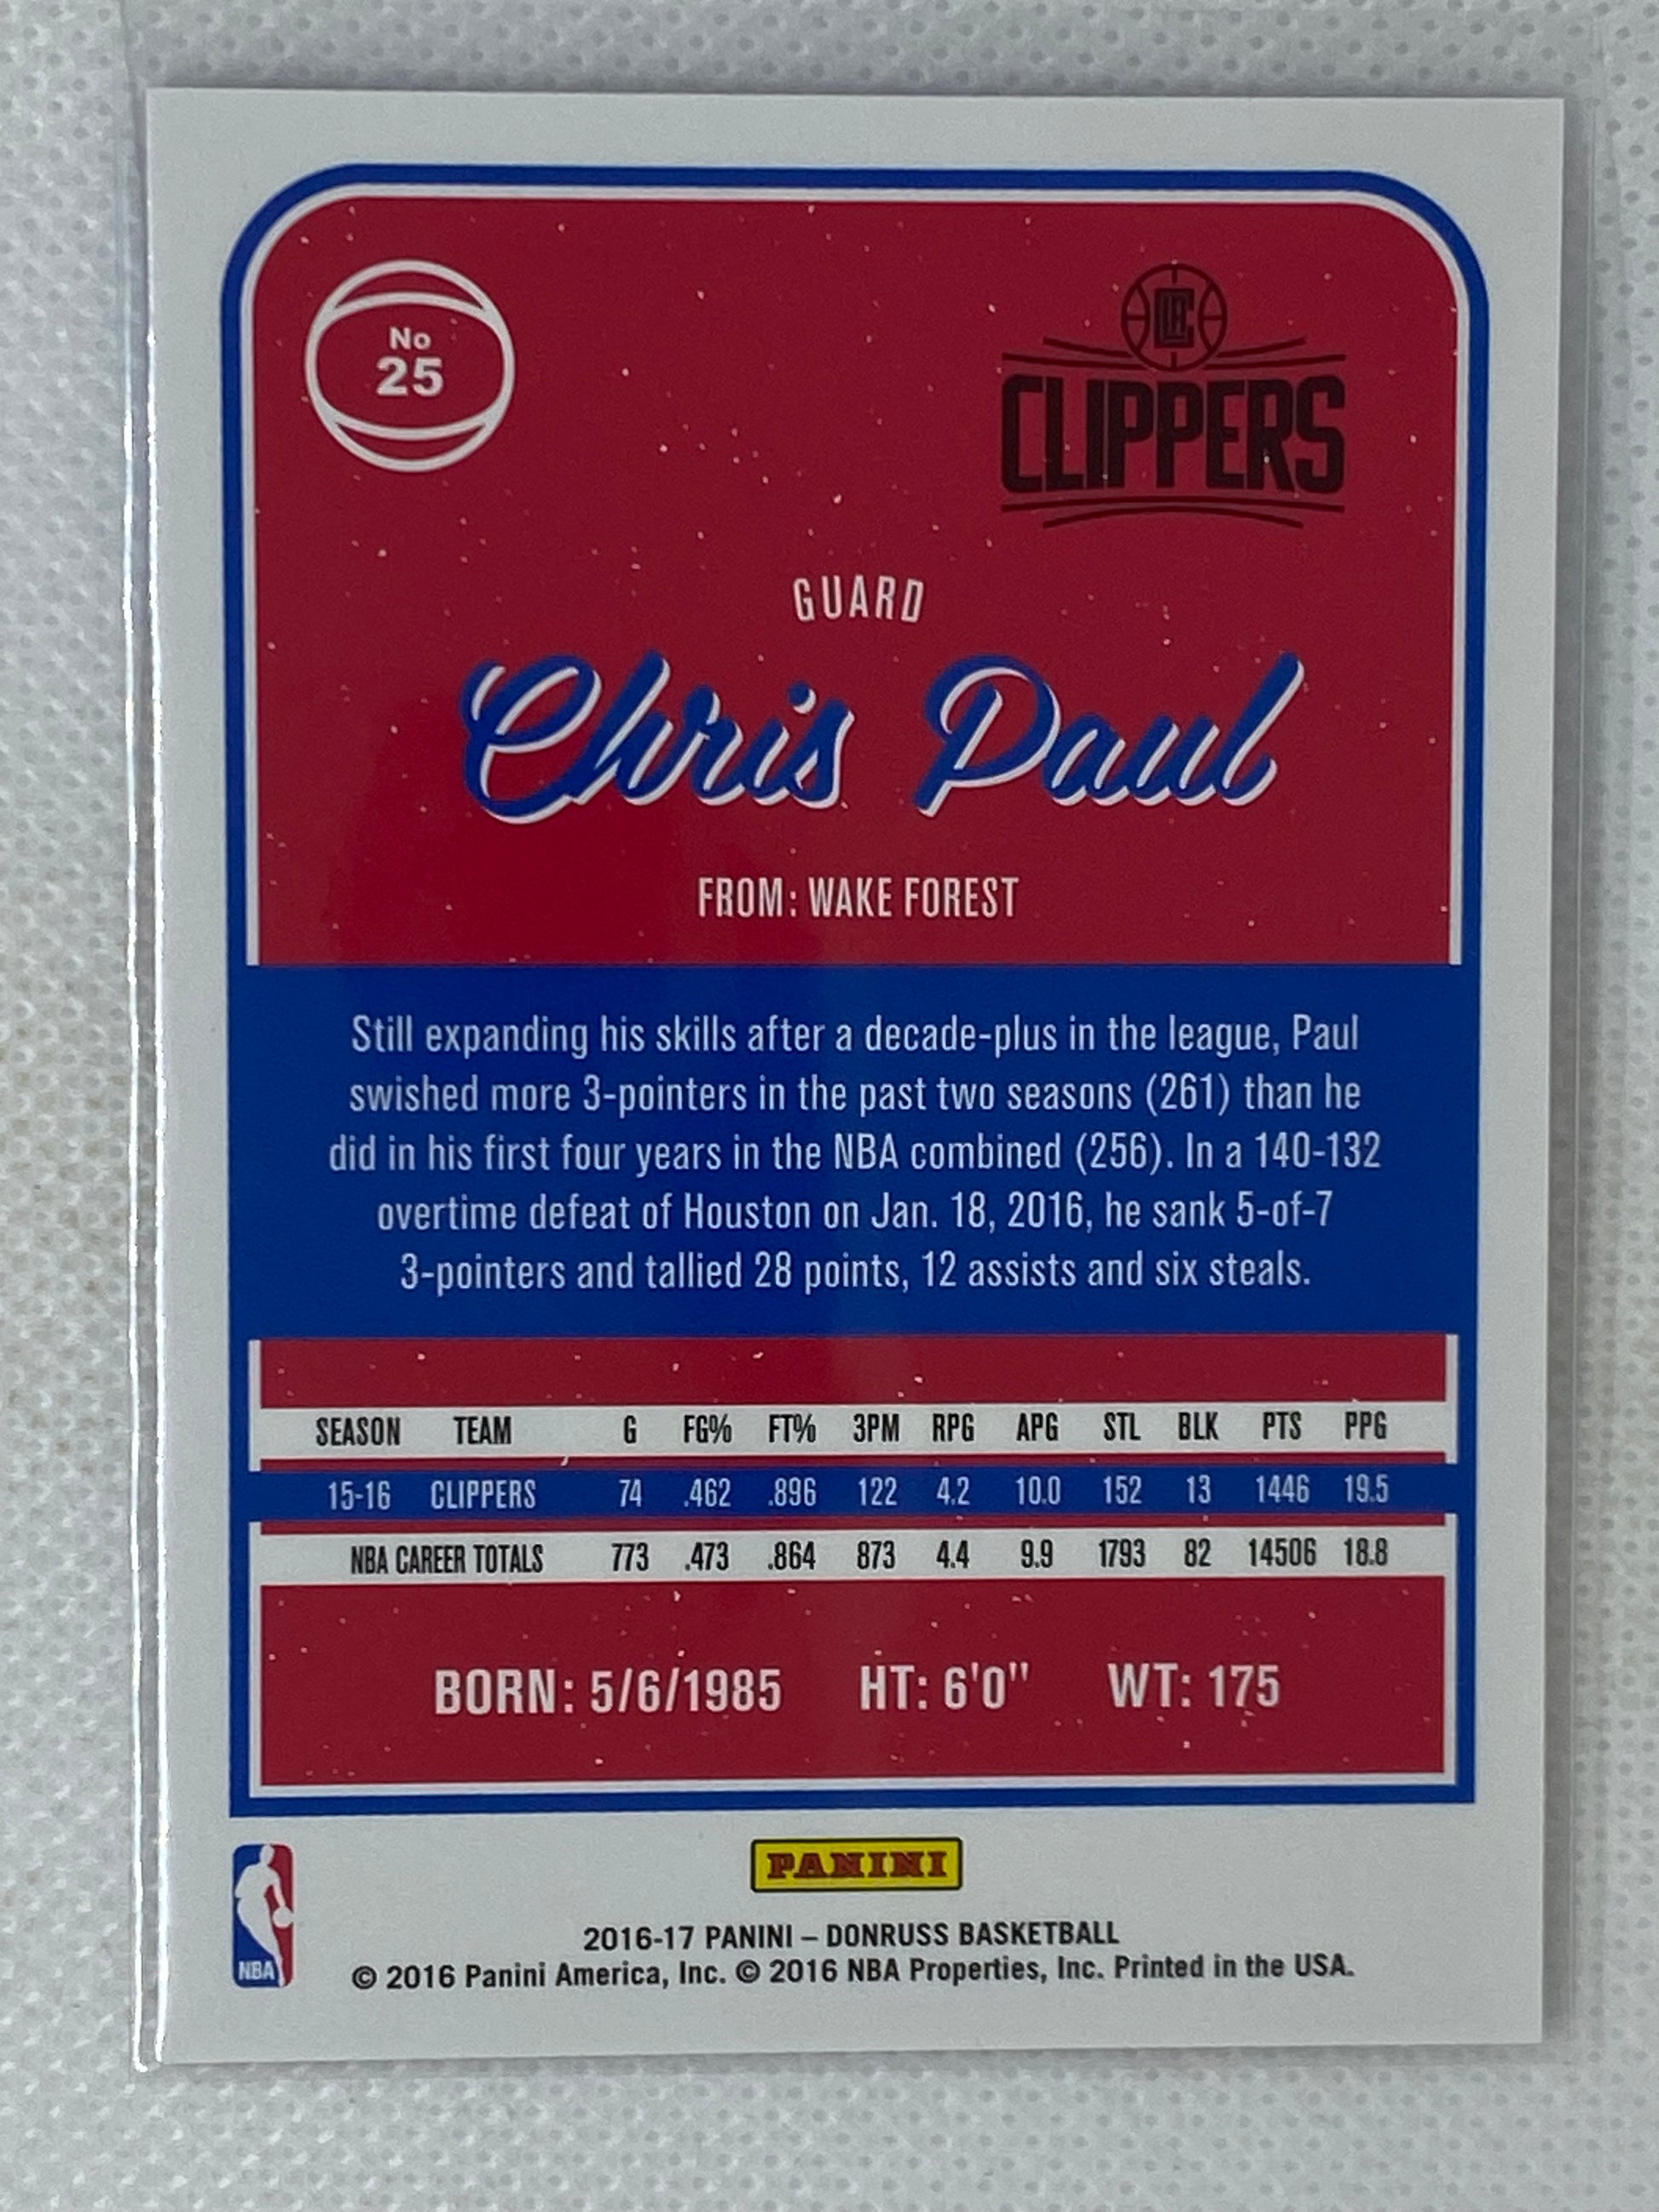 No
25
LAC
CLIPPERS
GUARD
Chris Paul
FROM: WAKE FOREST
Still expanding his skills after a decade-plus in the league, Paul
swished more 3-pointers in the past two seasons (261) than he
did in his first four years in the NBA combined (256). In a 140-132
overtime defeat of Houston on Jan. 18, 2016, he sank 5-of-7
3-pointers and tallied 28 points, 12 assists and six steals.
SEASON TEAM G FG% FT% 3PM RPG APG STL BLK PTS PPG
15-16 CLIPPERS 74 .462 .896 122 4.2 10.0 152 13 1446 19.5
NBA CAREER TOTALS 773 .473 .864 873 4.4 9.9 1793 82 14506 18.8
BORN: 5/6/1985 HT: 6'0" WT: 175
PANINI
NBA
2016-17 PANINI – DONRUSS BASKETBALL
© 2016 Panini America, Inc. © 2016 NBA Properties, Inc. Printed in the USA.